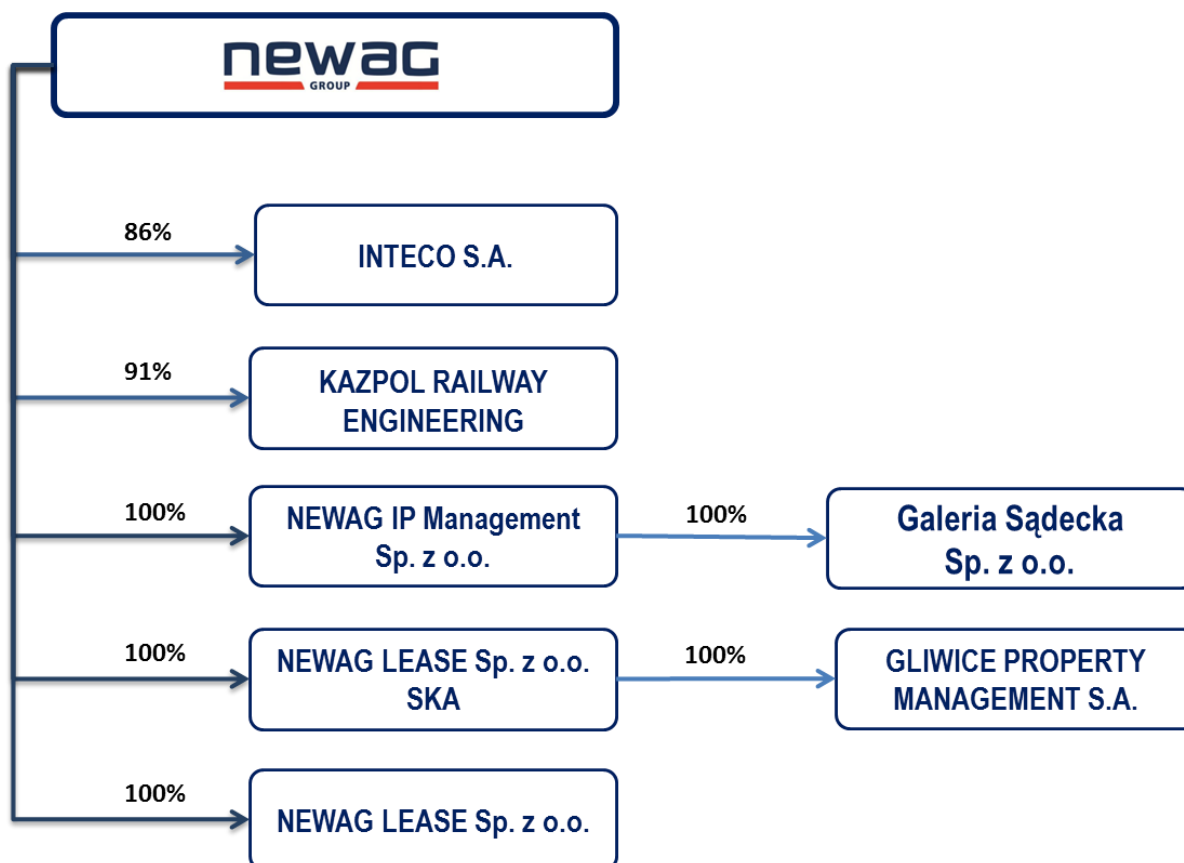 newag
GROUP
86%
INTECO S.A.
91%
KAZPOL RAILWAY
ENGINEERING
100%
NEWAG IP Management
Sp. z o.o.
100%
Galeria Sądecka
Sp. z o.o.
100%
NEWAG LEASE Sp. z o.o.
SKA
100%
GLIWICE PROPERTY
MANAGEMENT S.A.
100%
NEWAG LEASE Sp. z o.o.